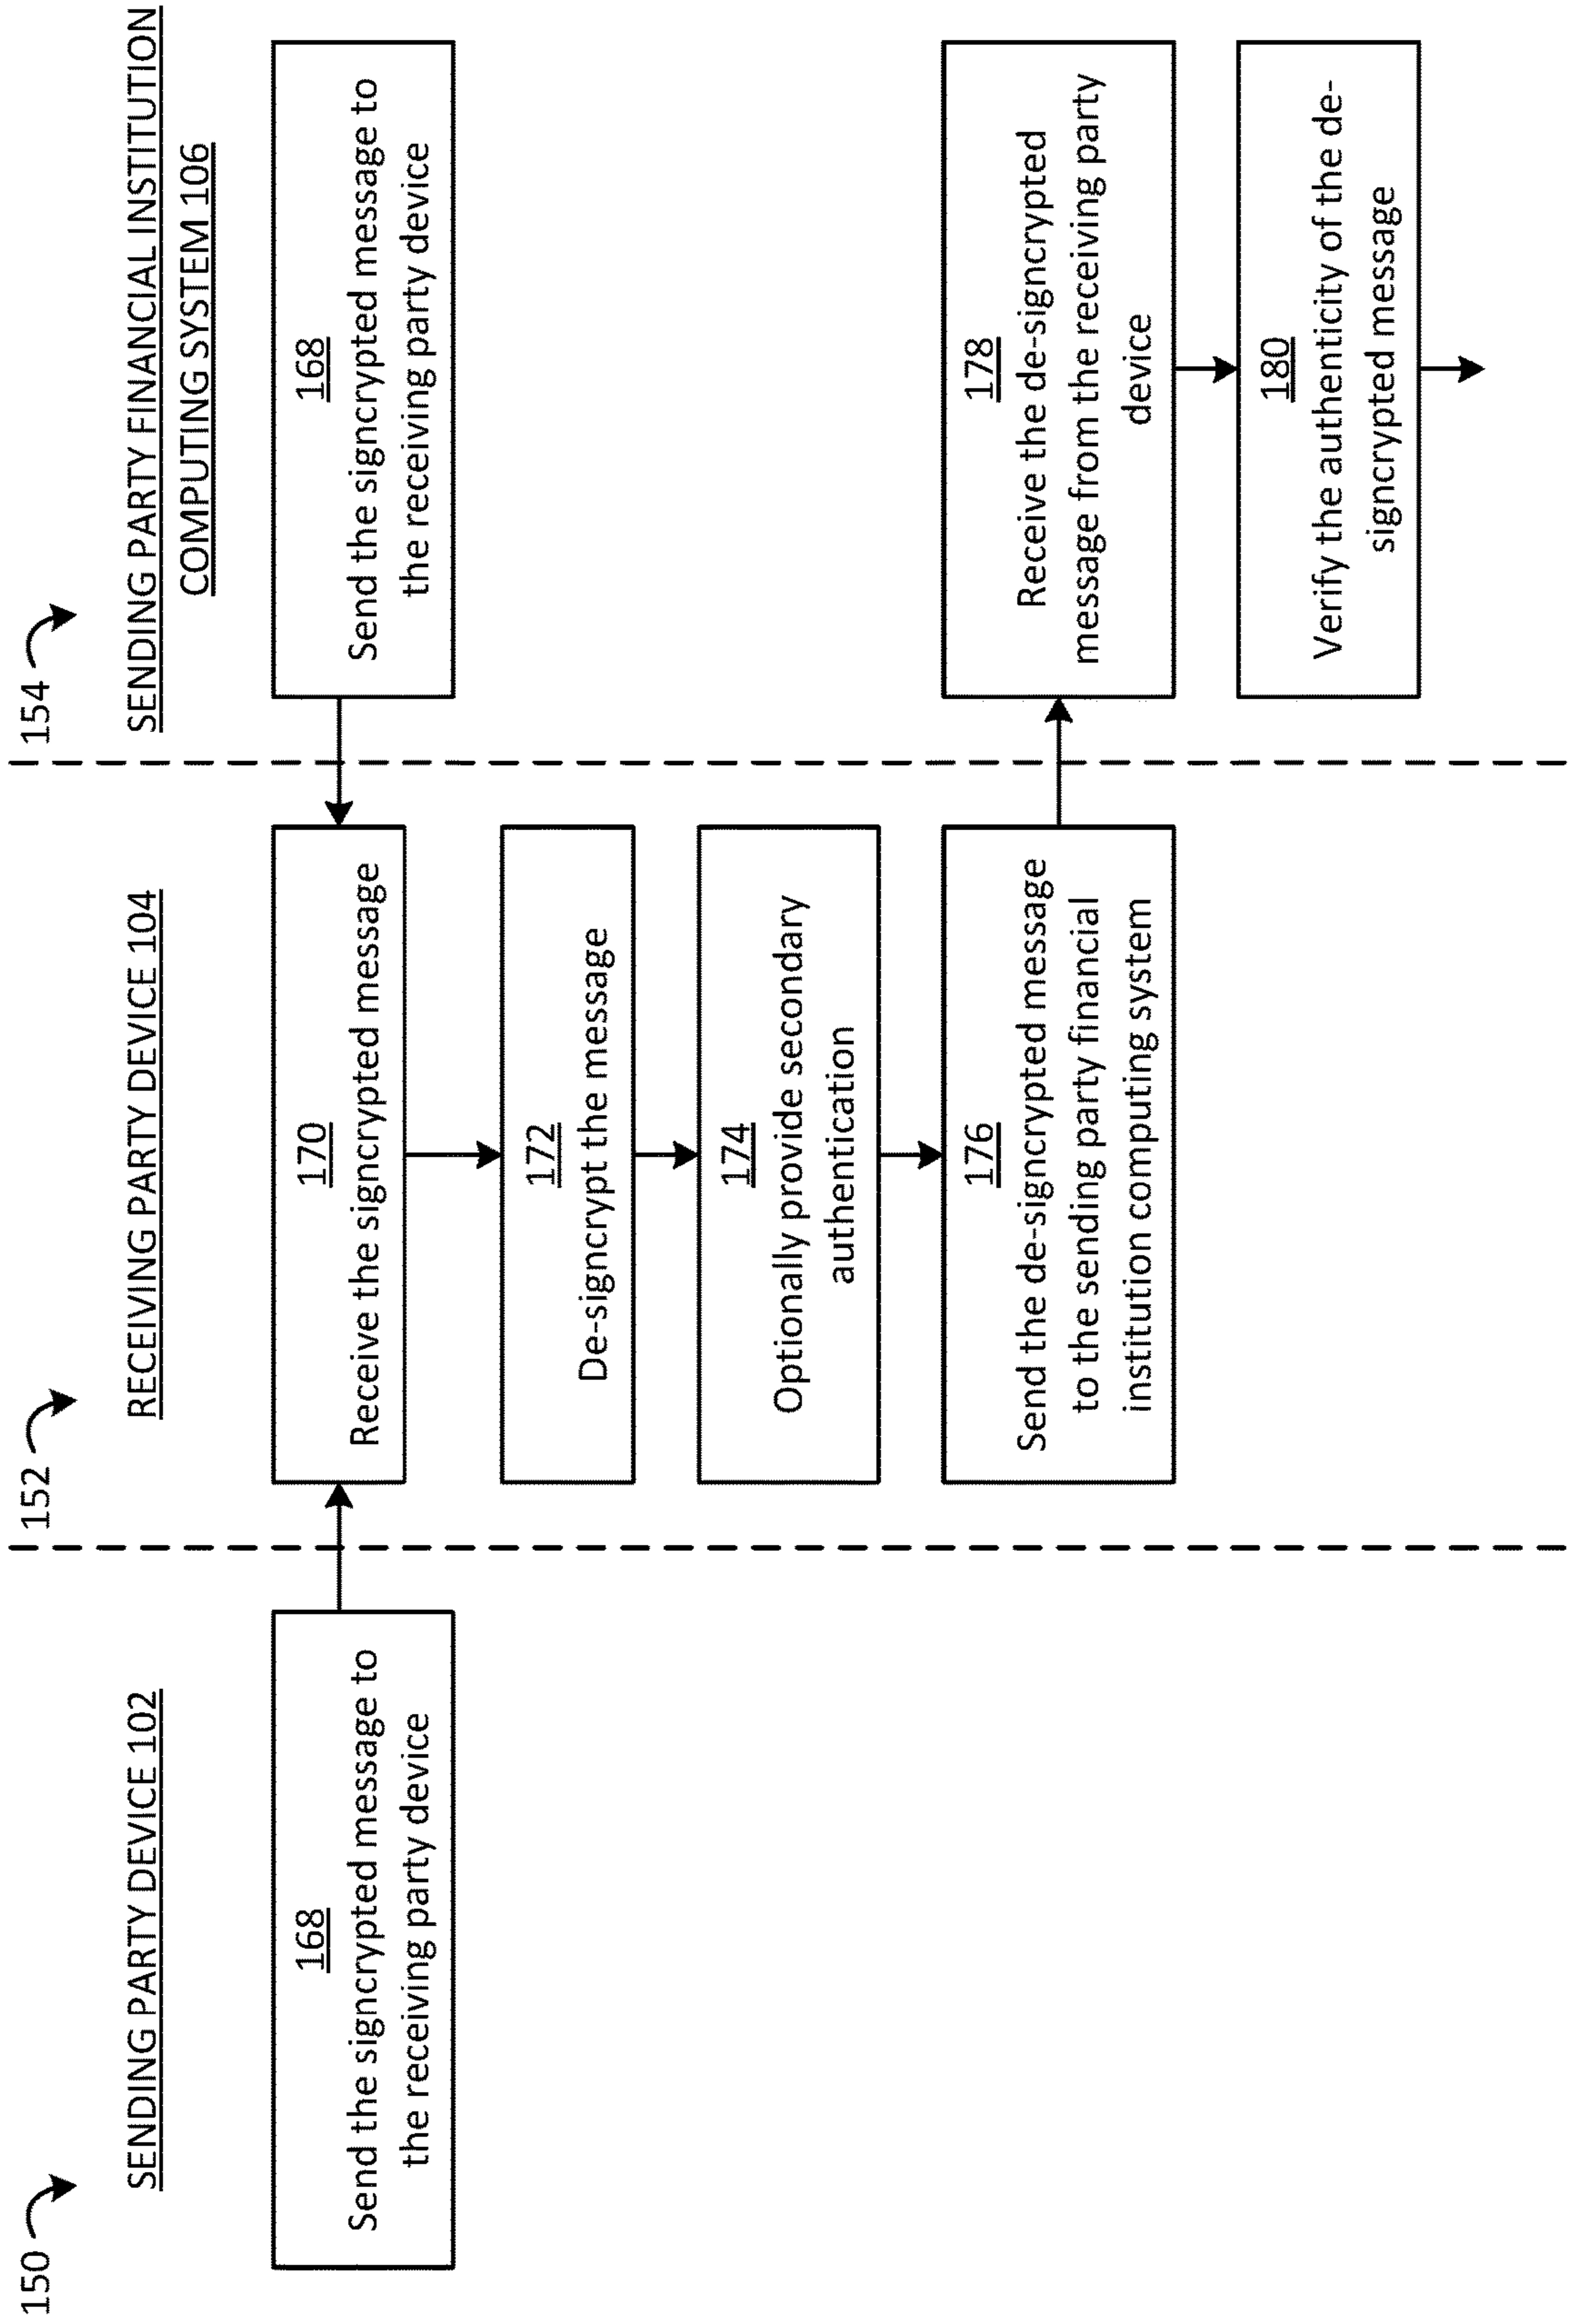 150
SENDING PARTY DEVICE 102
168
Send the signcrypted message to
the receiving party device
152
RECEIVING PARTY DEVICE 104
170
Receive the signcrypted message
172
De-signcrypt the message
174
Optionally provide secondary
authentication
176
Send the de-signcrypted message
to the sending party financial
institution computing system
154
SENDING PARTY FINANCIAL INSTITUTION
COMPUTING SYSTEM 106
168
Send the signcrypted message to
the receiving party device
178
Receive the de-signcrypted
message from the receiving party
device
180
Verify the authenticity of the de-
signcrypted message